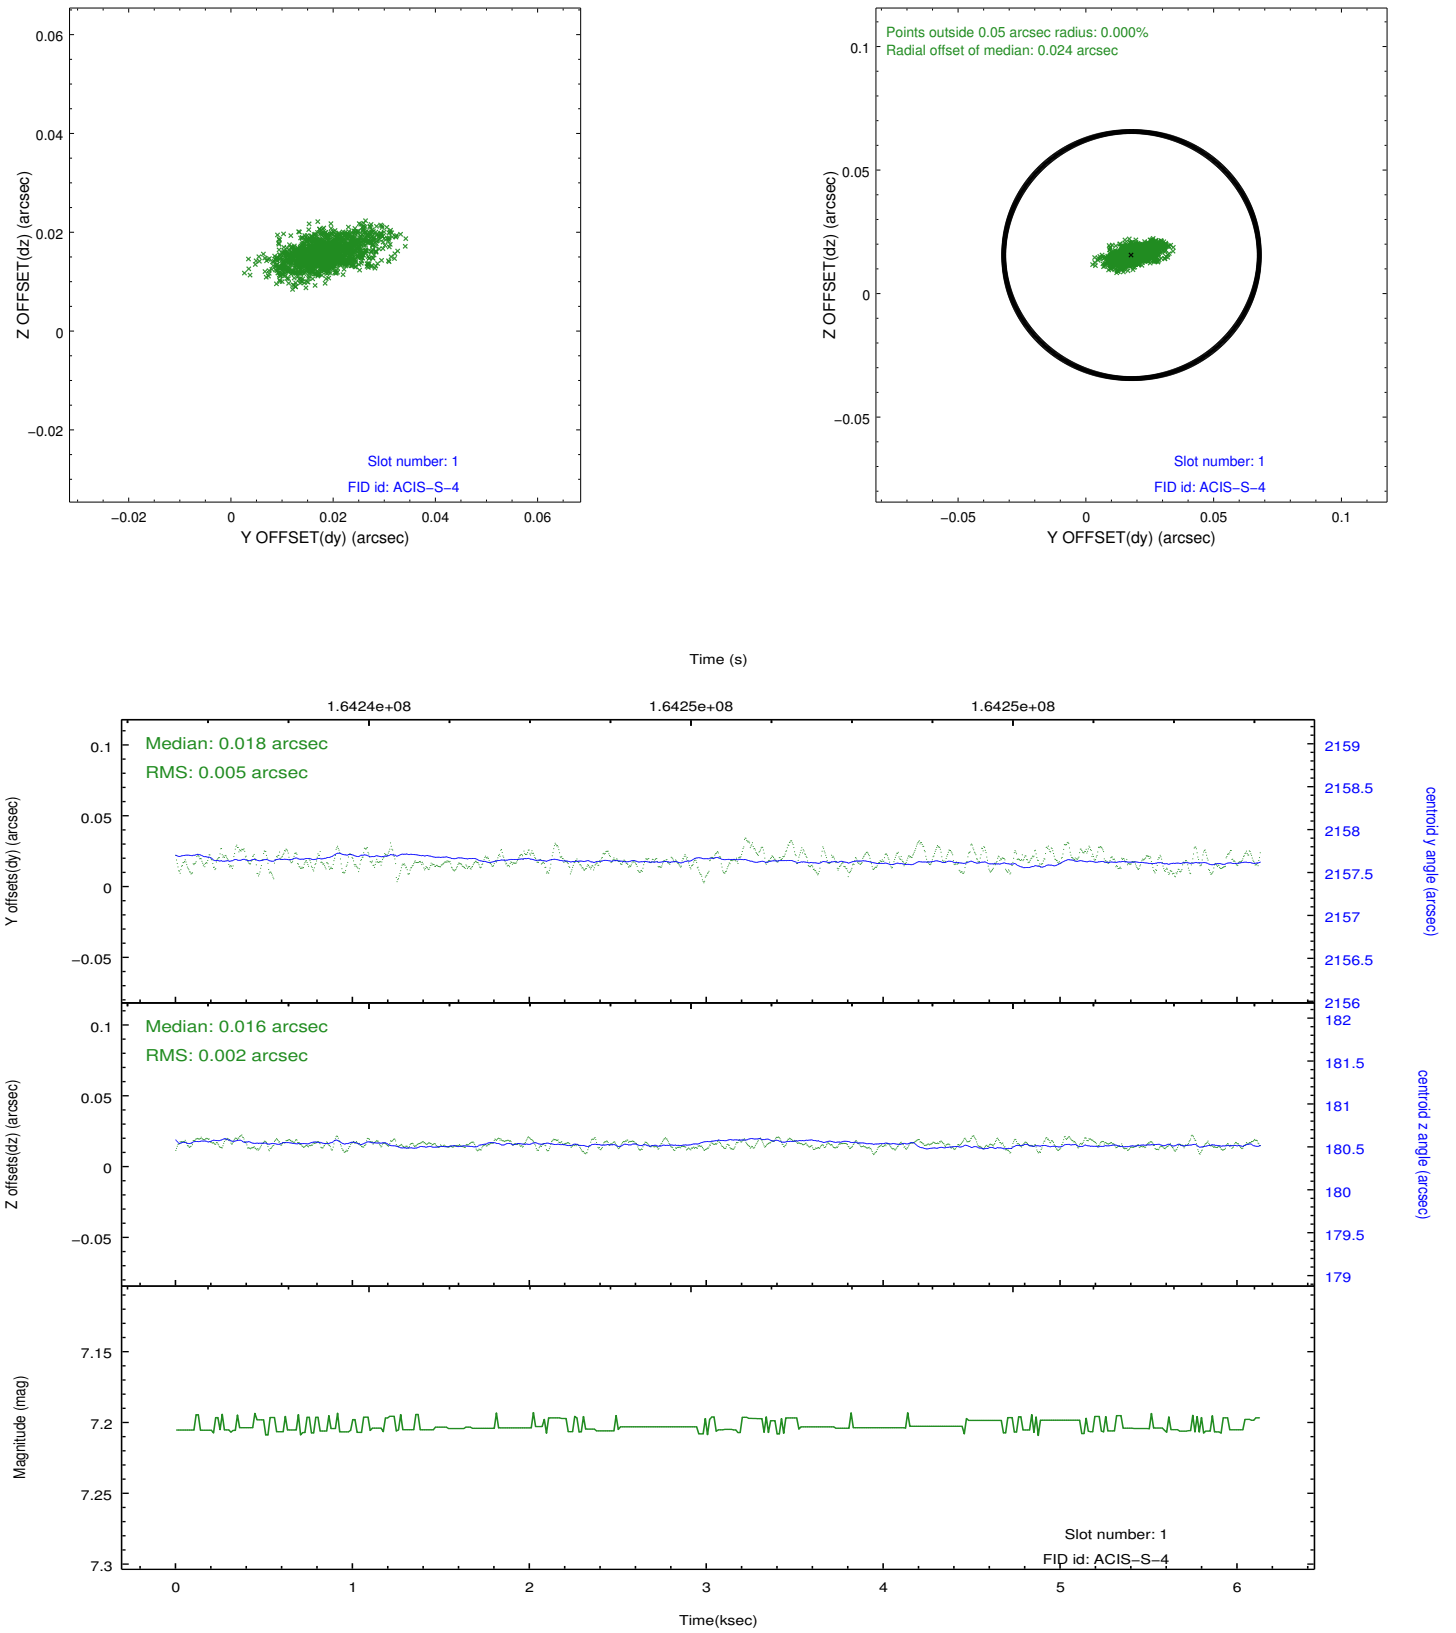 0.06
0.04
0.02
0
−0.02
Z OFFSET(dz) (arcsec)
Slot number: 1
FID id: ACIS−S−4
−0.02 0 0.02 0.04 0.06
Y OFFSET(dy) (arcsec)
Points outside 0.05 arcsec radius: 0.000%
Radial offset of median: 0.024 arcsec
0.1
0.05
0
−0.05
Z OFFSET(dz) (arcsec)
Slot number: 1
FID id: ACIS−S−4
−0.05 0 0.05 0.1
Y OFFSET(dy) (arcsec)
Time (s)
1.6424e+08 1.6425e+08 1.6425e+08
Median: 0.018 arcsec
RMS: 0.005 arcsec
0.1
0.05
0
−0.05
Y offsets(dy) (arcsec)
2159
2158.5
2158
2157.5
2157
2156.5
2156
centroid y angle (arcsec)
Median: 0.016 arcsec
RMS: 0.002 arcsec
0.1
0.05
0
−0.05
Z offsets(dz) (arcsec)
182
181.5
181
180.5
180
179.5
179
centroid z angle (arcsec)
7.15
7.2
7.25
7.3
Magnitude (mag)
Slot number: 1
FID id: ACIS−S−4
0 1 2 3 4 5 6
Time(ksec)